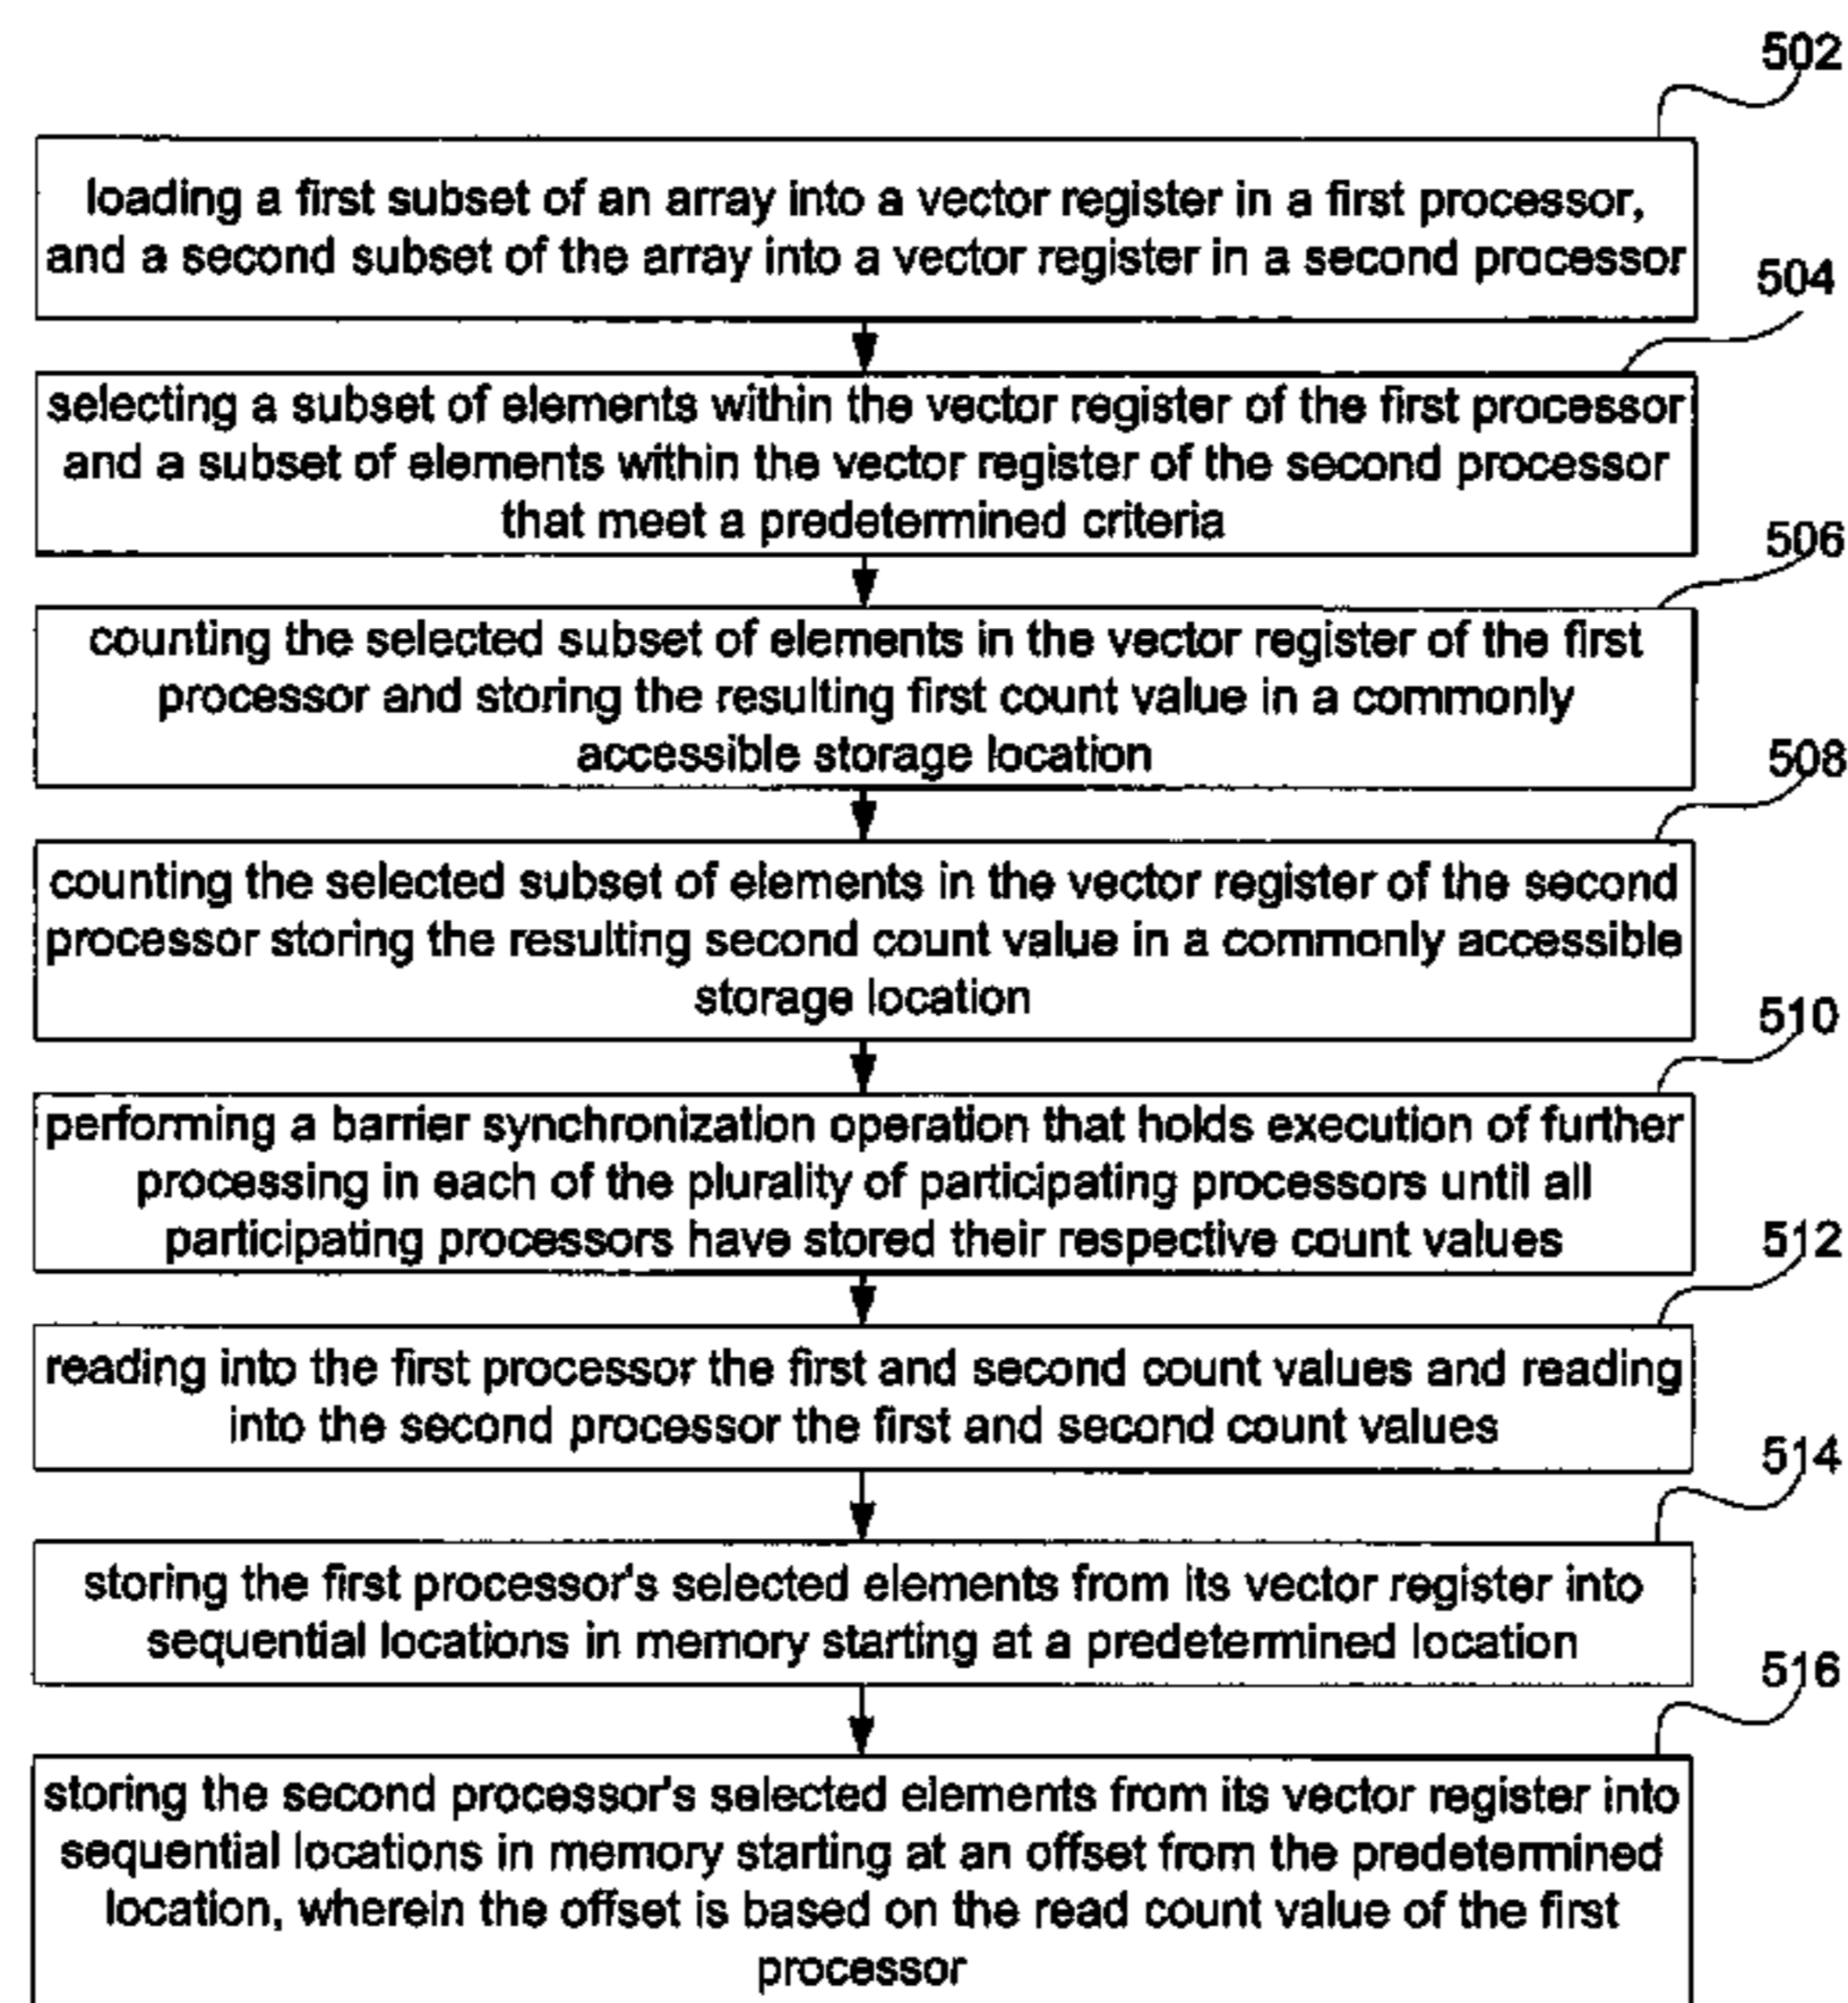 502
loading a first subset of an array into a vector register in a first processor,
and a second subset of the array into a vector register in a second processor
504
selecting a subset of elements within the vector register of the first processor
and a subset of elements within the vector register of the second processor
that meet a predetermined criteria
506
counting the selected subset of elements in the vector register of the first
processor and storing the resulting first count value in a commonly
accessible storage location
508
counting the selected subset of elements in the vector register of the second
processor storing the resulting second count value in a commonly accessible
storage location
510
performing a barrier synchronization operation that holds execution of further
processing in each of the plurality of participating processors until all
participating processors have stored their respective count values
512
reading into the first processor the first and second count values and reading
into the second processor the first and second count values
514
storing the first processor's selected elements from its vector register into
sequential locations in memory starting at a predetermined location
516
storing the second processor's selected elements from its vector register into
sequential locations in memory starting at an offset from the predetermined
location, wherein the offset is based on the read count value of the first
processor